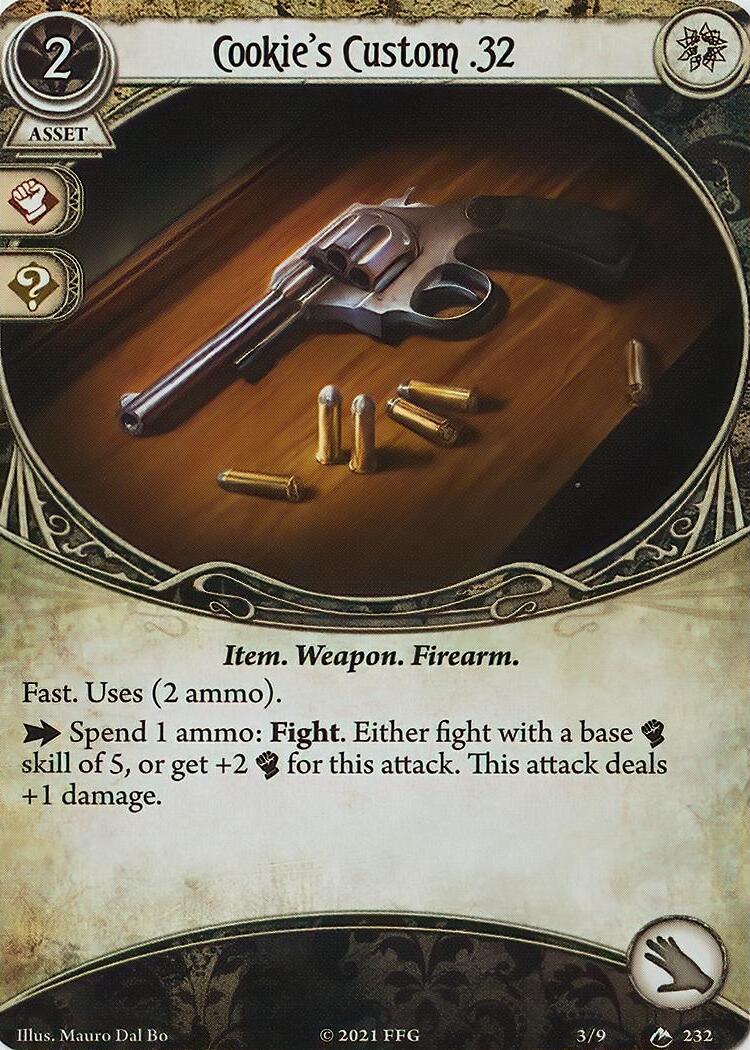 2
Cookie's Custom .32
ASSET
Item. Weapon. Firearm.
Fast. Uses (2 ammo).
Spend 1 ammo: Fight. Either fight with a base
skill of 5, or get +2 for this attack. This attack deals
+1 damage.
Illus. Mauro Dal Bo
© 2021 FFG
3/9
232